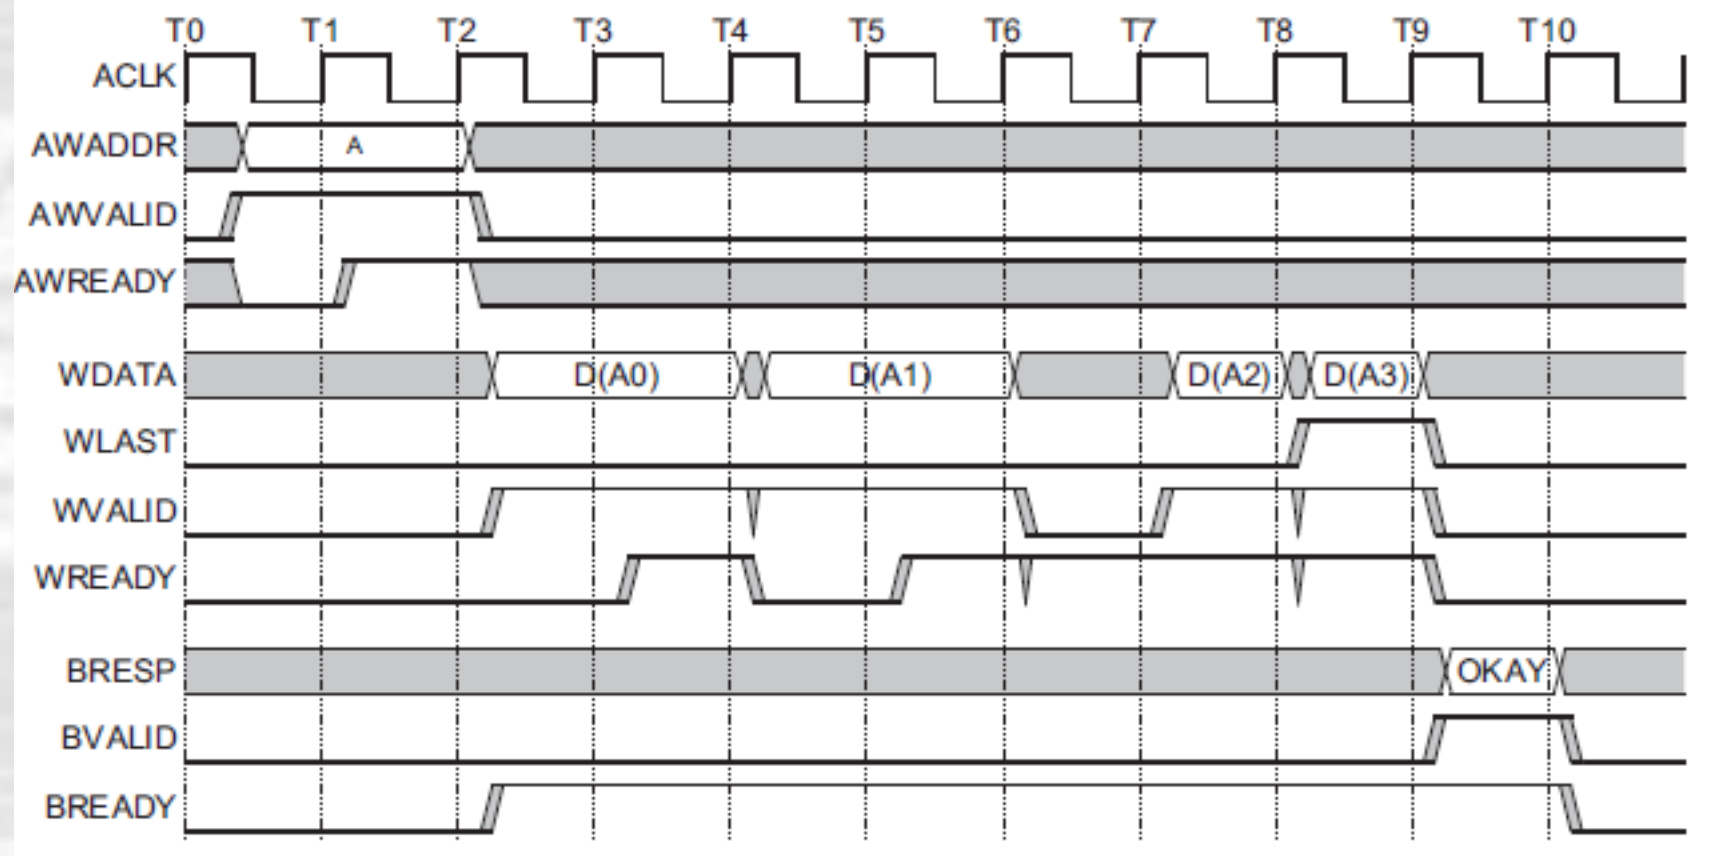 T0 T1 T2 T3 T4 T5 T6 T7 T8 T9 T10
ACLK
AWADDR A
AWVALID
AWREADY
WDATA D(A0) D(A1) D(A2) D(A3)
WLAST
WVALID
WREADY
BRESP OKAY
BVALID
BREADY